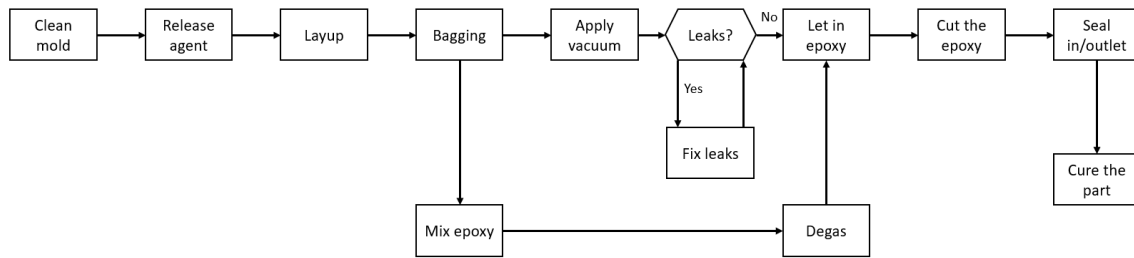 Clean
mold
Release
agent
Layup
Bagging
Apply
vacuum
Leaks?
No
Let in
epoxy
Cut the
epoxy
Seal
in/outlet
Yes
Fix leaks
Cure the
part
Mix epoxy
Degas